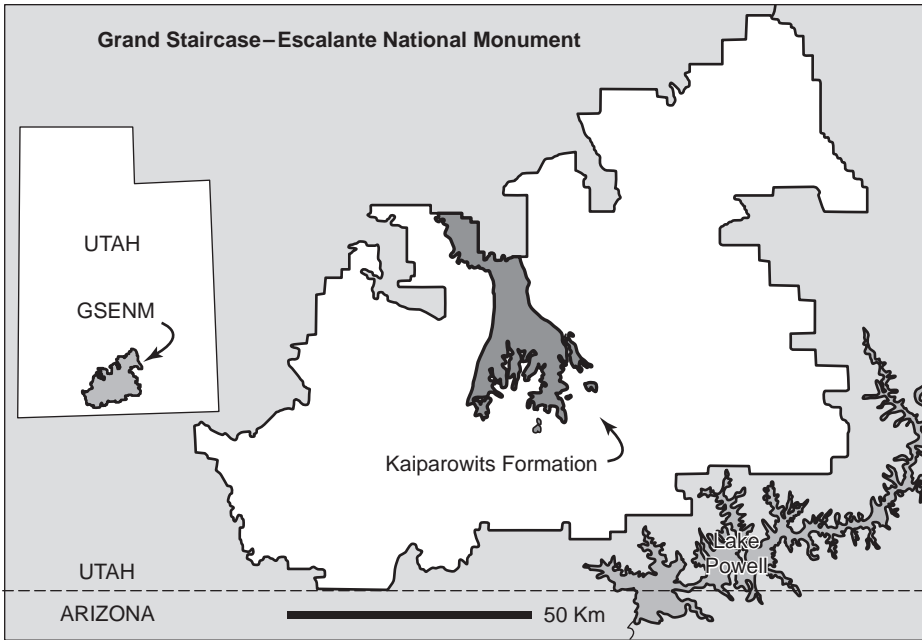 Grand Staircase–Escalante National Monument
UTAH
GSENM
Kaiparowits Formation
Lake
Powell
UTAH
ARIZONA
50 Km